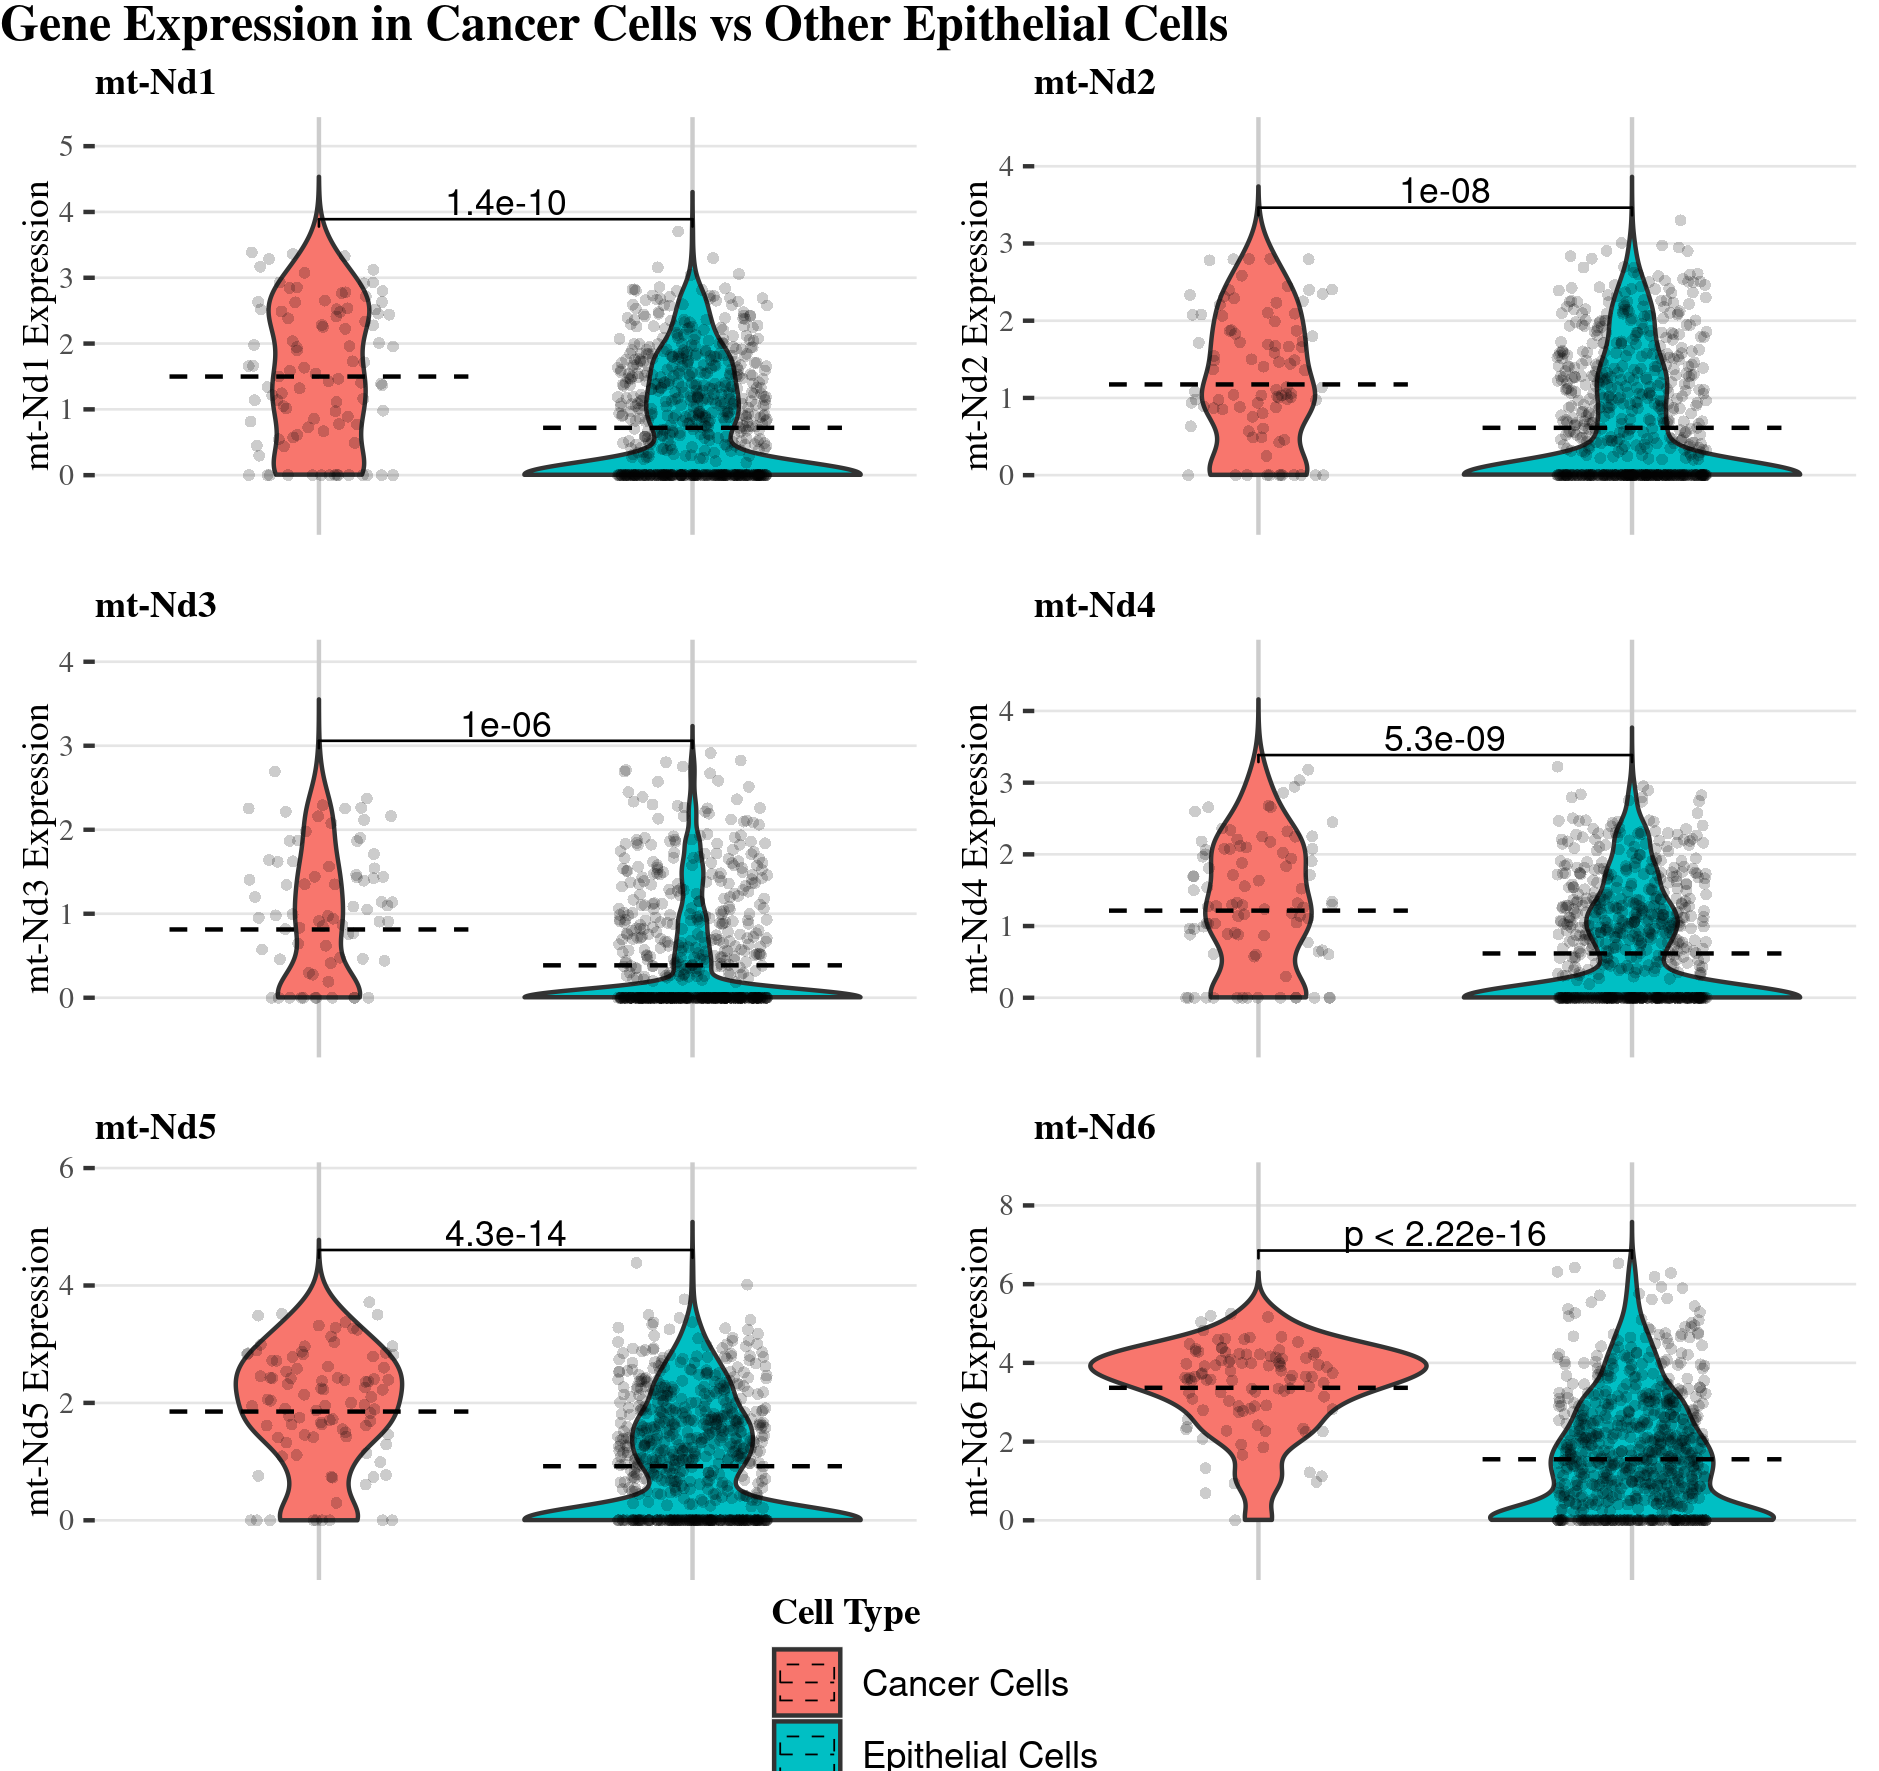 Gene Expression in Cancer Cells vs Other Epithelial Cells
mt-Nd1
mt-Nd1 Expression
5
4
3
2
1
0
1.4e-10
mt-Nd2
mt-Nd2 Expression
4
3
2
1
0
1e-08
mt-Nd3
mt-Nd3 Expression
4
3
2
1
0
1e-06
mt-Nd4
mt-Nd4 Expression
4
3
2
1
0
5.3e-09
mt-Nd5
mt-Nd5 Expression
6
4
2
0
4.3e-14
mt-Nd6
mt-Nd6 Expression
8
6
4
2
0
p < 2.22e-16
Cell Type
Cancer Cells
Epithelial Cells